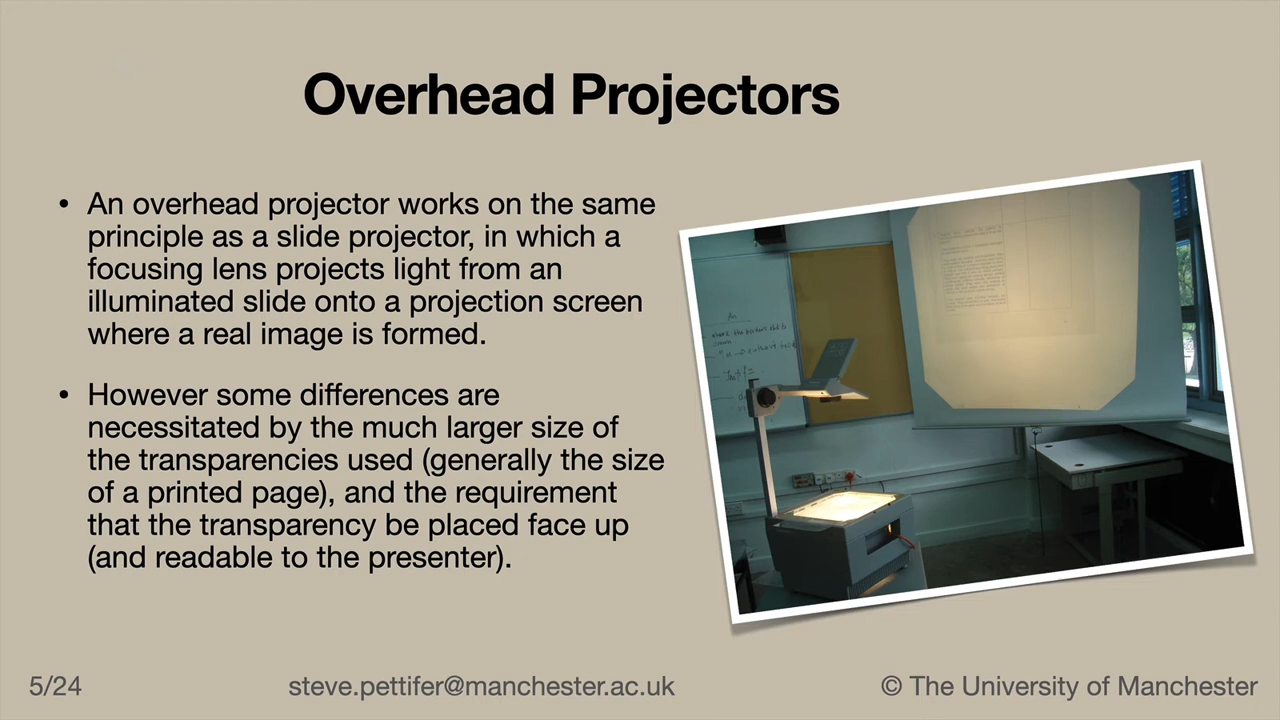 Overhead Projectors
• An overhead projector works on the same
principle as a slide projector, in which a
focusing lens projects light from an
illuminated slide onto a projection screen
where a real image is formed.
• However some differences are
necessitated by the much larger size of
the transparencies used (generally the size
of a printed page), and the requirement
that the transparency be placed face up
(and readable to the presenter).
5/24 steve.pettifer@manchester.ac.uk © The University of Manchester